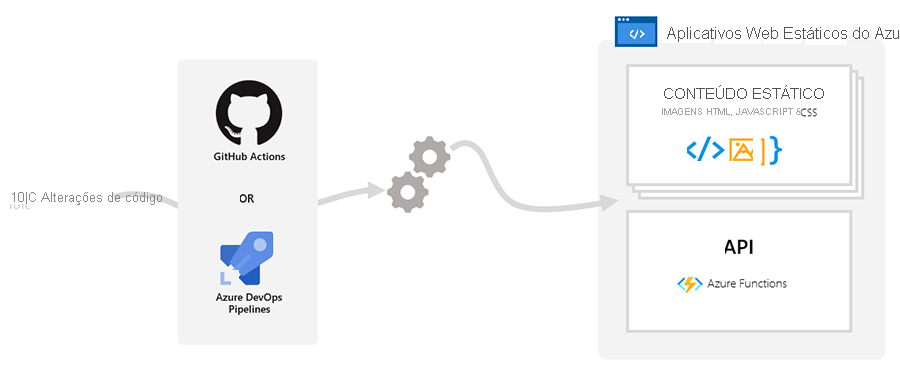 Aplicativos Web Estáticos do Azu
CONTEÚDO ESTÁTICO
IMAGENS HTML, JAVASCRIPT &CSS
GitHub Actions
OR
10|C Alterações de código
Azure DevOps
Pipelines
API
Azure Functions